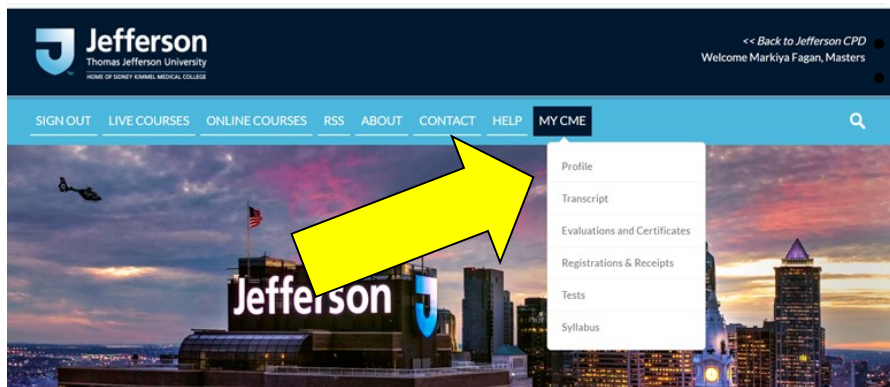 Jefferson
Thomas Jefferson University
HOME OF SIDNEY KIMMEL MEDICAL COLLEGE
<< Back to Jefferson CPD
Welcome Markiya Fagan, Masters
SIGN OUT LIVE COURSES ONLINE COURSES RSS ABOUT CONTACT HELP MY CME
Profile
Transcript
Evaluations and Certificates
Registrations & Receipts
Tests
Syllabus
Jefferson